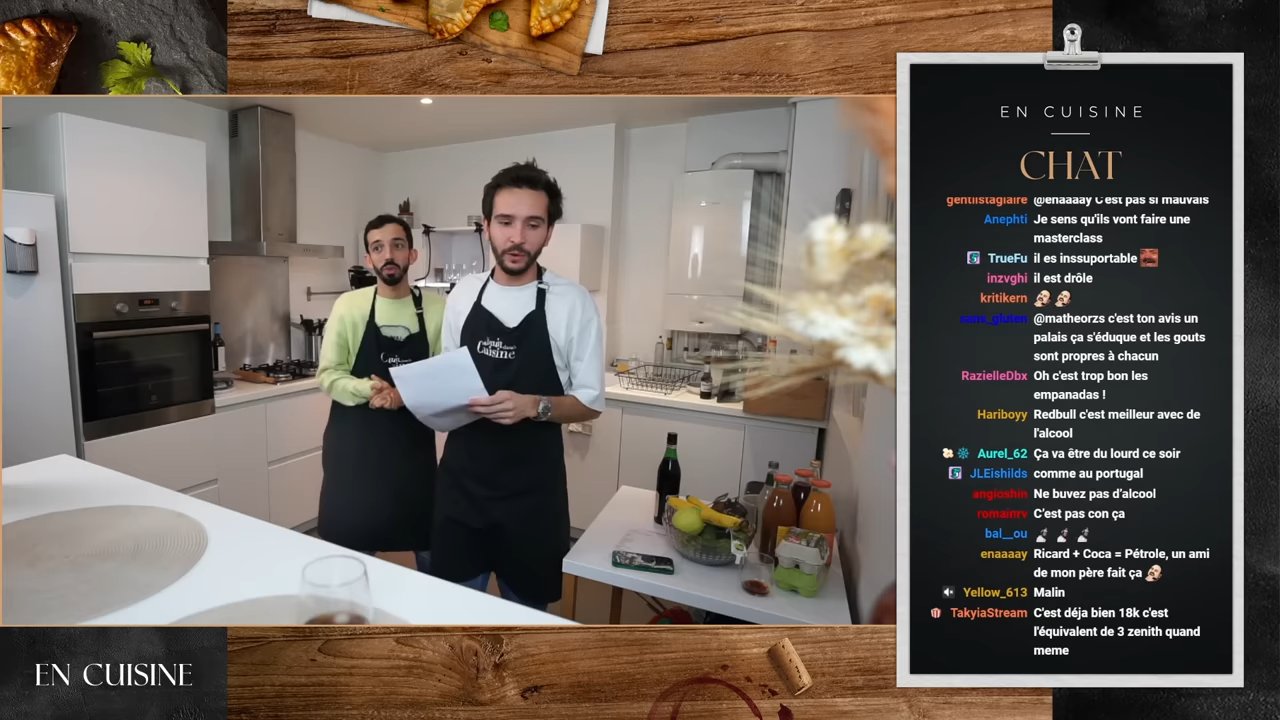 EN CUISINE
CHAT
gentilstagiaire @enaaaay C'est pas si mauvais
Anephti Je sens qu'ils vont faire une
masterclass
TrueFu il es inssuportable
inzvghi il est drôle
kritikern
sans_gluten @matheorzs c'est ton avis un
palais ça s'éduque et les gouts
sont propres à chacun
RazielleDbx Oh c'est trop bon les
empanadas !
Hariboyy Redbull c'est meilleur avec de
l'alcool
Aurel_62 Ça va être du lourd ce soir
JLEishilds comme au portugal
angioshin Ne buvez pas d'alcool
romainrv C'est pas con ça
bal__ou
enaaaay Ricard + Coca = Pétrole, un ami
de mon père fait ça
Yellow_613 Malin
TakyiaStream C'est déja bien 18k c'est
l'équivalent de 3 zenith quand
meme
Cuisine
EN CUISINE